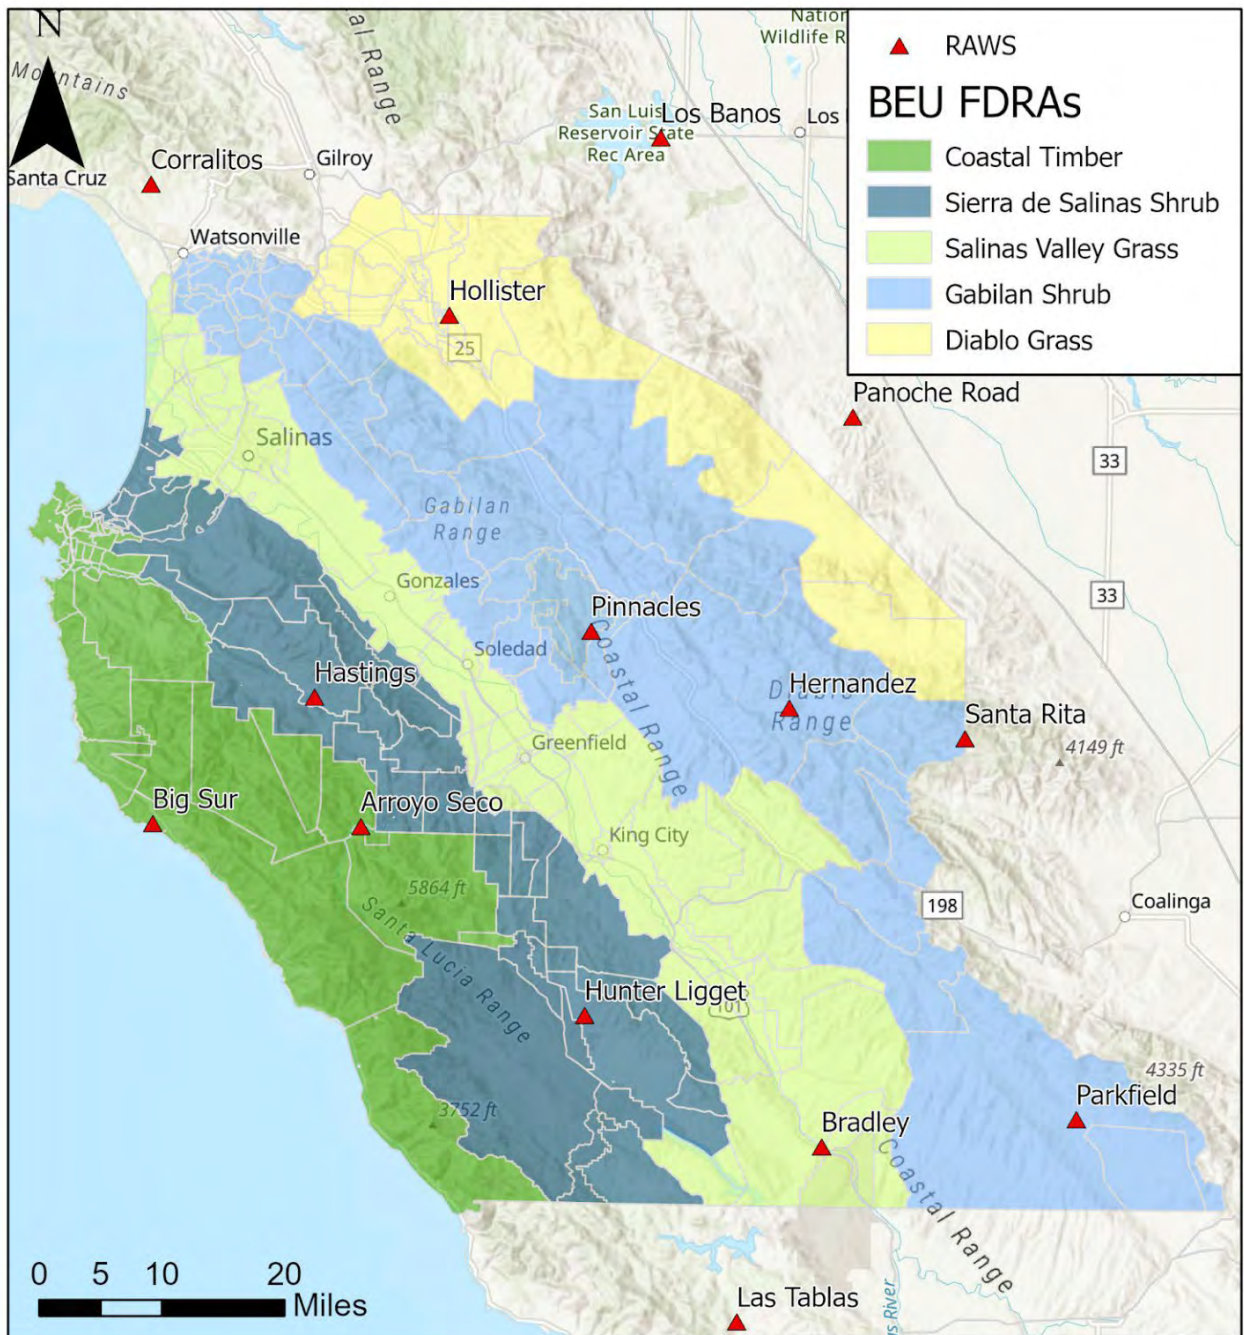 N
Mountains
al Range
Nation
Wildlife R
RAWS
BEU FDRAs
Coastal Timber
Sierra de Salinas Shrub
Salinas Valley Grass
Gabilan Shrub
Diablo Grass
San Luis
Reservoir State
Rec Area
Los Banos
Los
Corralitos
Gilroy
Santa Cruz
Watsonville
Hollister
25
Panoche Road
33
Salinas
Gabilan
Range
Gonzales
33
Pinnacles
Soledad
Coastal Range
Hastings
Hernandez
Diablo
Range
Santa Rita
4149 ft
Greenfield
Big Sur
Arroyo Seco
King City
5864 ft
198
Coalinga
Santa Lucia Range
Hunter Ligget
101
4335 ft
3752 ft
Parkfield
Bradley
Coastal Range
0 5 10 20
Miles
Las Tablas
as River